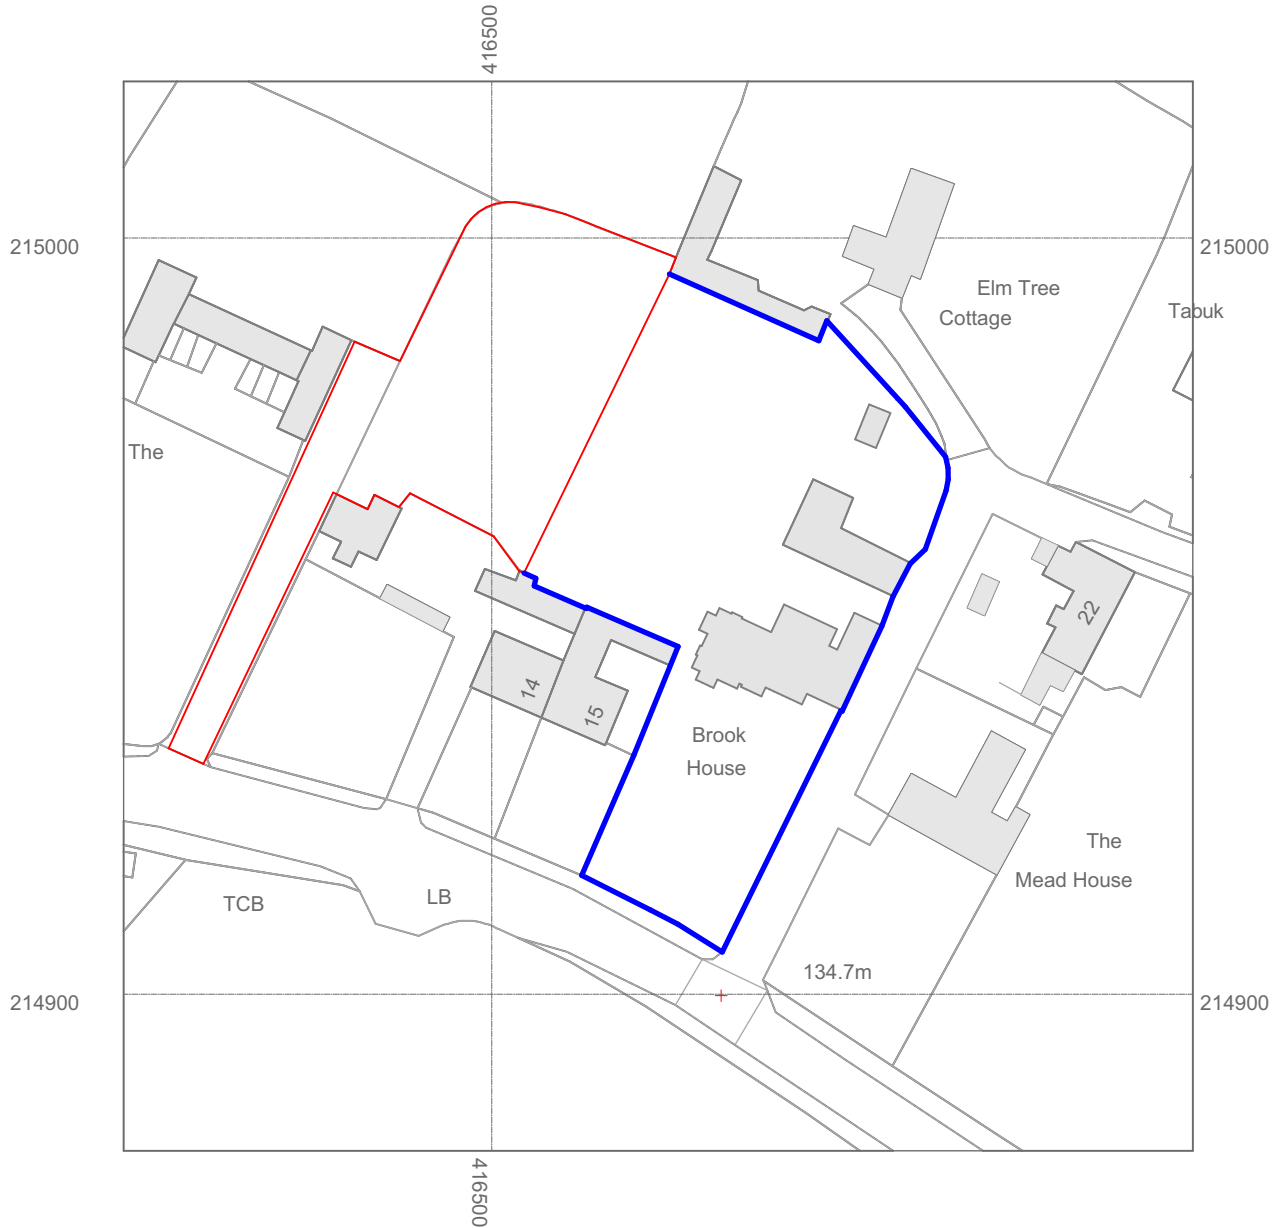 416500
215000
215000
Elm Tree
Cottage
Tabuk
The
22
14
15
Brook
House
The
Mead House
TCB
LB
134.7m
214900
214900
416500